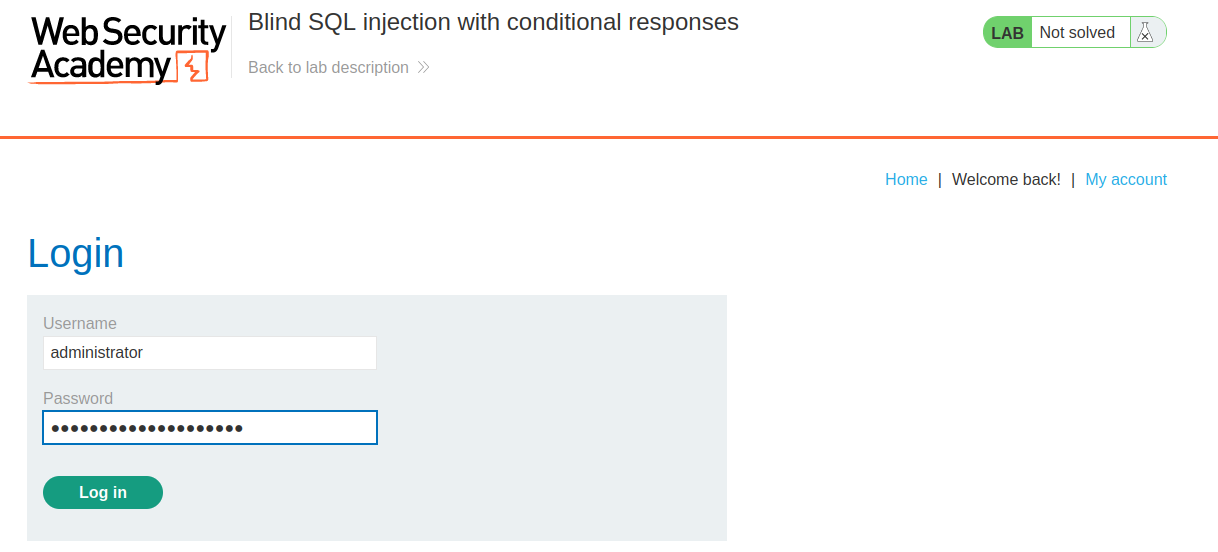 Web Security
Academy
Blind SQL injection with conditional responses
Back to lab description
LAB Not solved
Home | Welcome back! | My account
Login
Username
administrator
Password
••••••••••••••••••••
Log in